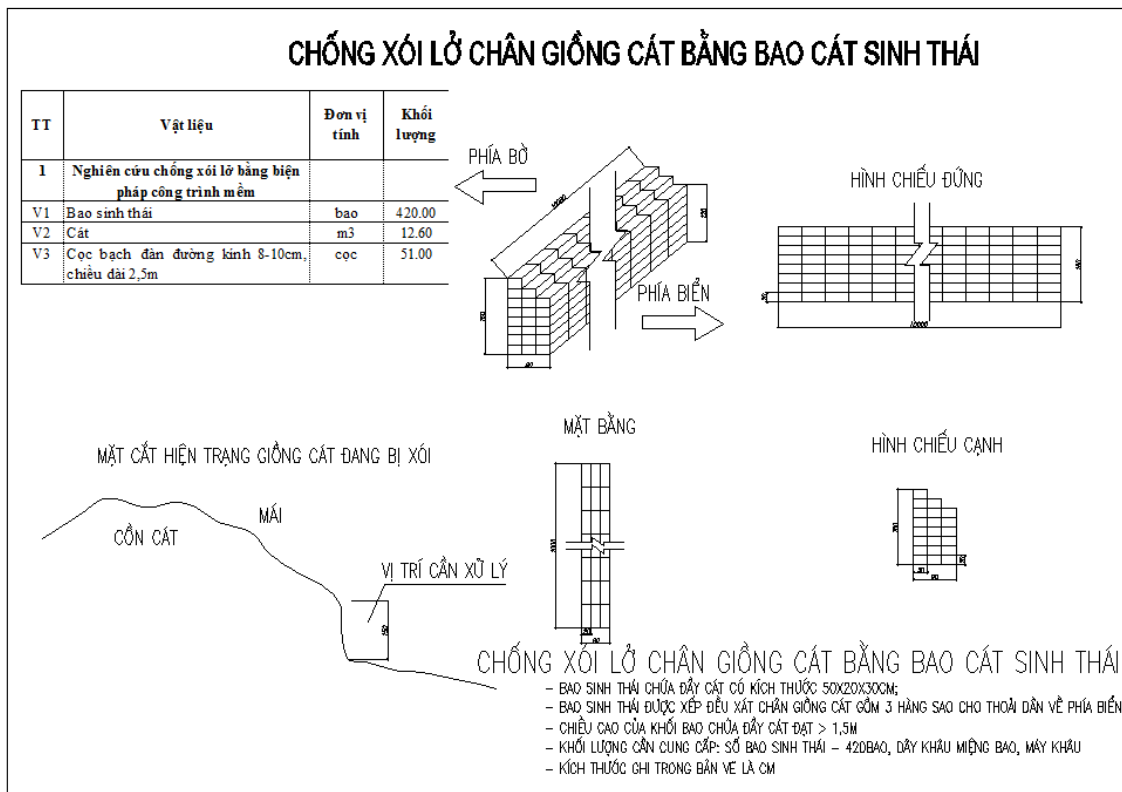 CHỐNG XÓI LỞ CHÂN GIỒNG CÁT BẰNG BAO CÁT SINH THÁI
TT Vật liệu Đơn vị tính Khối lượng
1 Nghiên cứu chống xói lở bằng biện pháp công trình mềm
V1 Bao sinh thái bao 420.00
V2 Cát m3 12.60
V3 Cọc bạch đàn đường kính 8-10cm, chiều dài 2,5m cọc 51.00
PHÍA BỜ
PHÍA BIỂN
HÌNH CHIẾU ĐỨNG
10000
MẶT CẮT HIỆN TRẠNG GIỒNG CÁT ĐANG BỊ XÓI
MÁI
CỒN CÁT
VỊ TRÍ CẦN XỬ LÝ
150
MẶT BẰNG
HÌNH CHIẾU CẠNH
CHỐNG XÓI LỞ CHÂN GIỒNG CÁT BẰNG BAO CÁT SINH THÁI
- BAO SINH THÁI CHỨA ĐẦY CÁT CÓ KÍCH THƯỚC 50X20X30CM;
- BAO SINH THÁI ĐƯỢC XẾP ĐỀU XÁT CHÂN GIỒNG CÁT GỒM 3 HÀNG SAO CHO THOẢI DẦN VỀ PHÍA BIỂN
- CHIỀU CAO CỦA KHỐI BAO CHỨA ĐẦY CÁT ĐẠT > 1,5M
- KHỐI LƯỢNG CẦN CUNG CẤP: SỐ BAO SINH THÁI - 420BAO, DÂY KHÂU MIỆNG BAO, MÁY KHÂU
- KÍCH THƯỚC GHI TRONG BẢN VẼ LÀ CM